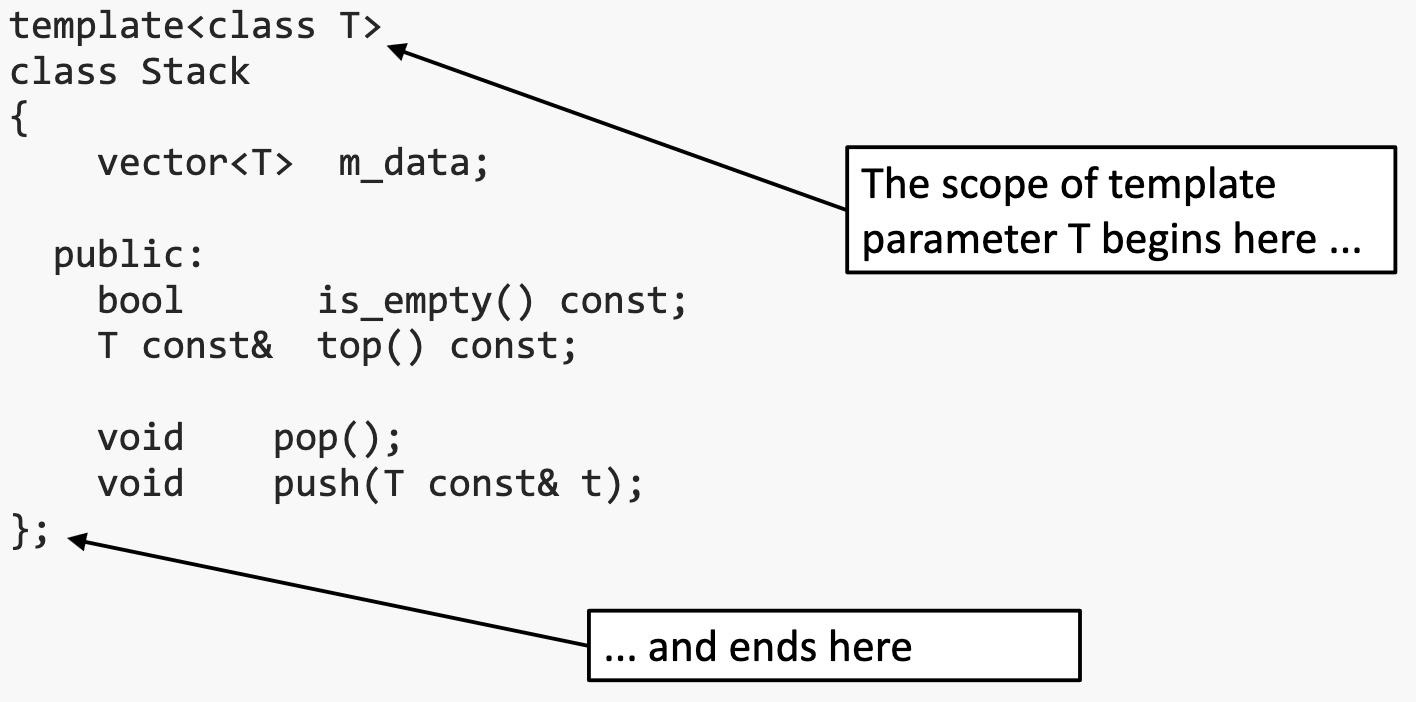 template<class T>
class Stack
{
    vector<T>  m_data;
The scope of template
parameter T begins here ...
  public:
    bool      is_empty() const;
    T const&  top() const;
    void    pop();
    void    push(T const& t);
};
... and ends here